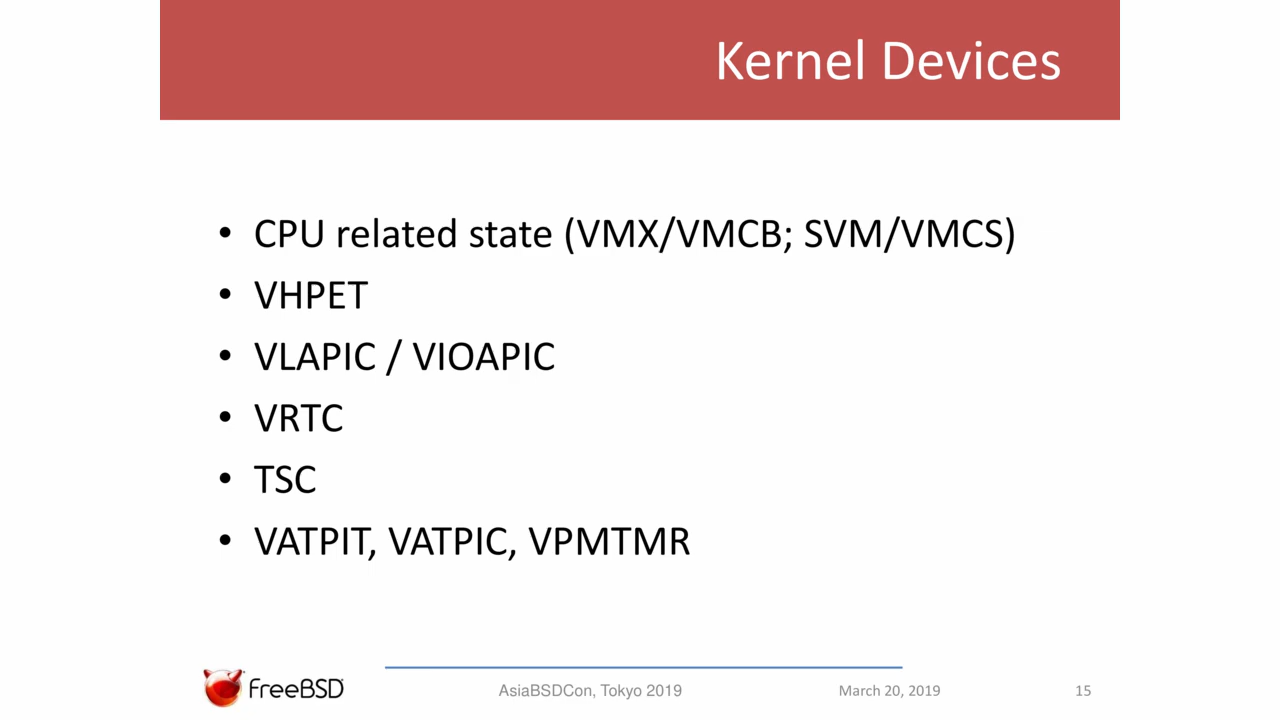 Kernel Devices
• CPU related state (VMX/VMCB; SVM/VMCS)
• VHPET
• VLAPIC / VIOAPIC
• VRTC
• TSC
• VATPIT, VATPIC, VPMTMR
FreeBSD
AsiaBSDCon, Tokyo 2019
March 20, 2019
15